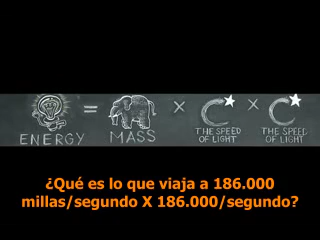 ENERGY = MASS X C X C
THE SPEED OF LIGHT THE SPEED OF LIGHT
¿Qué es lo que viaja a 186.000
millas/segundo X 186.000/segundo?